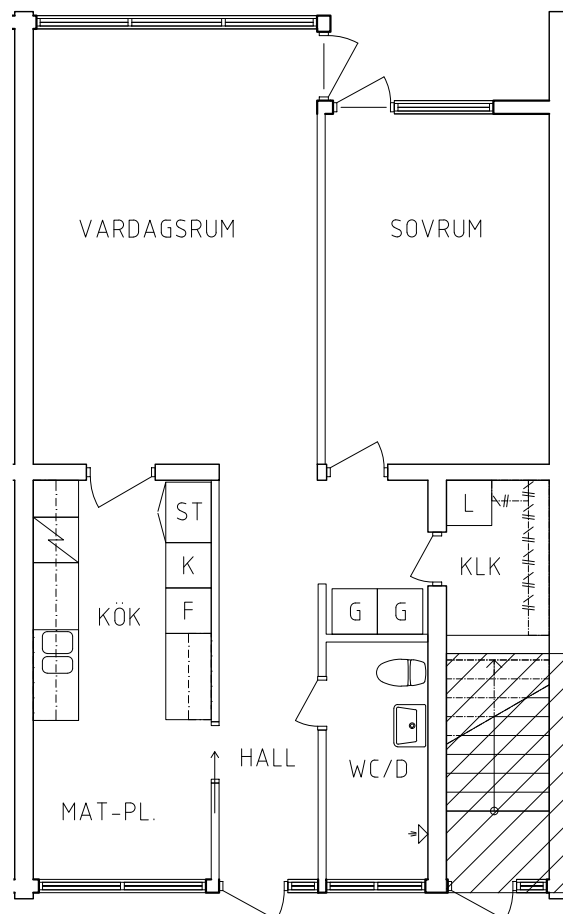 VARDAGSRUM
SOVRUM
ST
L
K
KLK
F
KÖK
G
G
HALL
WC/D
MAT-PL.